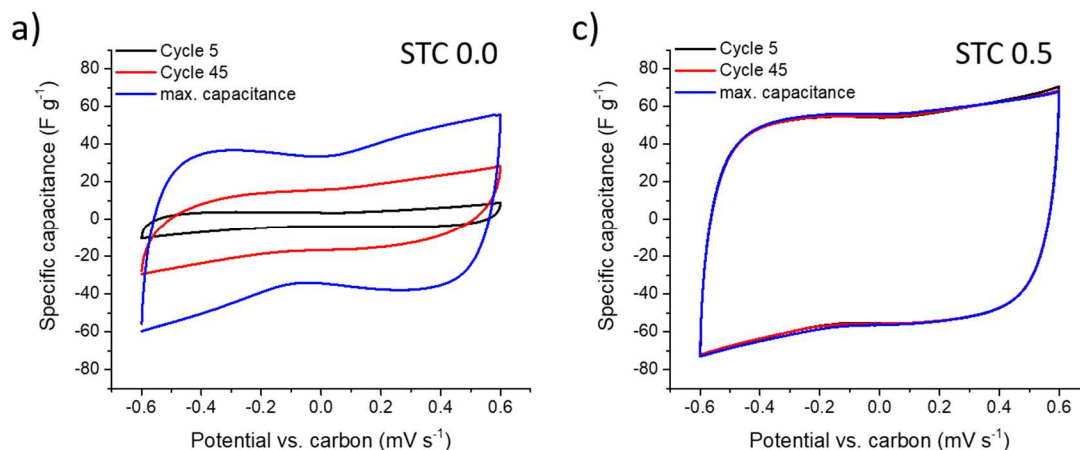 a)
STC 0.0
Cycle 5
Cycle 45
max. capacitance
80
60
40
20
0
-20
-40
-60
-80
Specific capacitance (F g⁻¹)
-0.6 -0.4 -0.2 0.0 0.2 0.4 0.6
Potential vs. carbon (mV s⁻¹)
c)
STC 0.5
Cycle 5
Cycle 45
max. capacitance
80
60
40
20
0
-20
-40
-60
-80
Specific capacitance (F g⁻¹)
-0.6 -0.4 -0.2 0.0 0.2 0.4 0.6
Potential vs. carbon (mV s⁻¹)